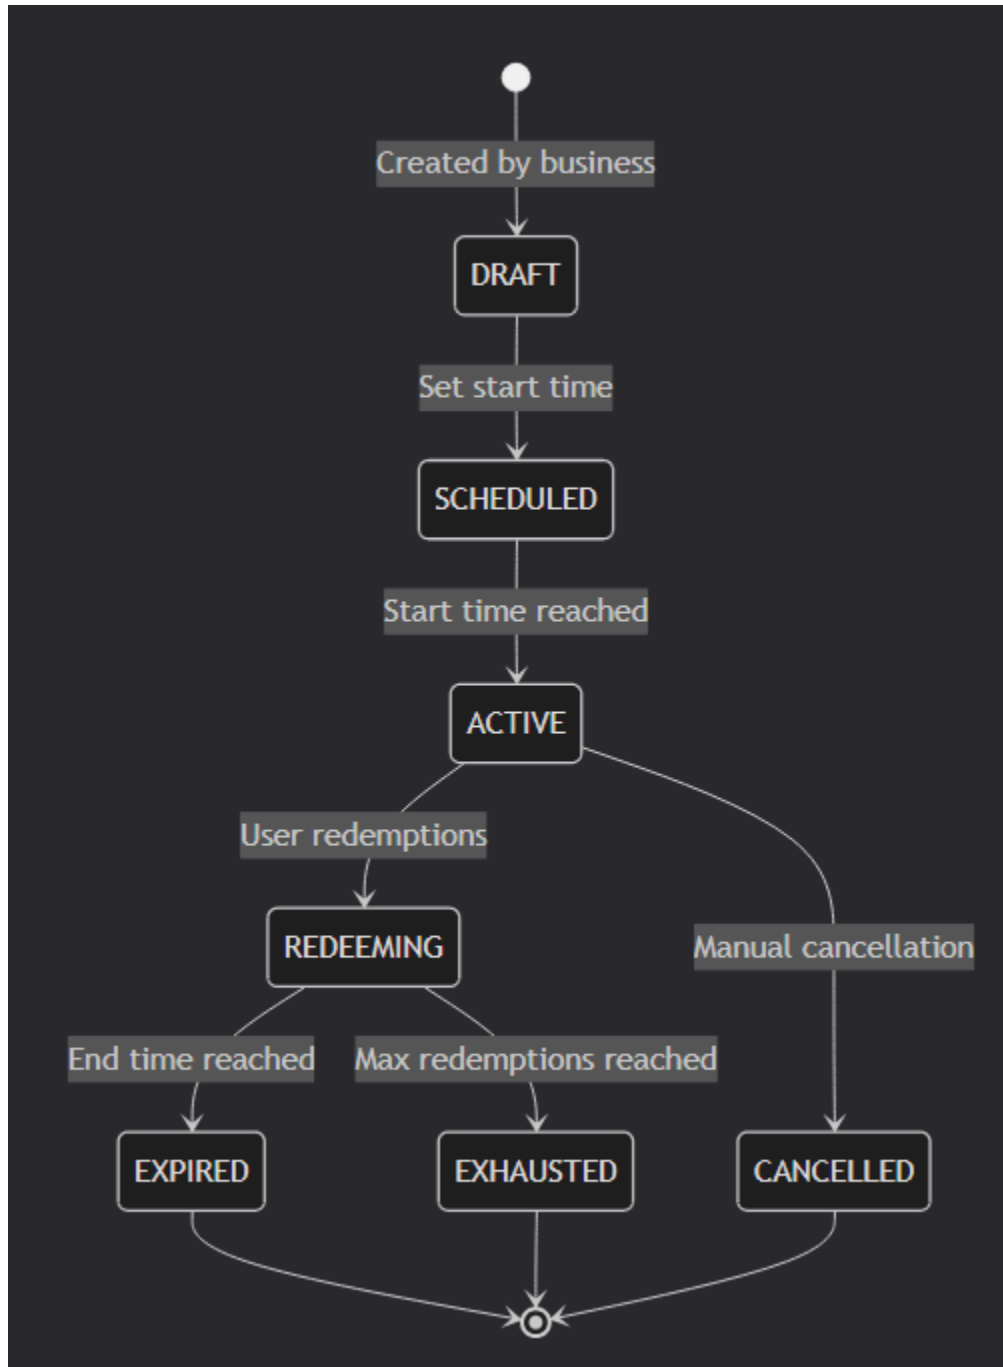 Created by business
DRAFT
Set start time
SCHEDULED
Start time reached
ACTIVE
User redemptions
REDEEMING
Manual cancellation
End time reached
Max redemptions reached
EXPIRED
EXHAUSTED
CANCELLED